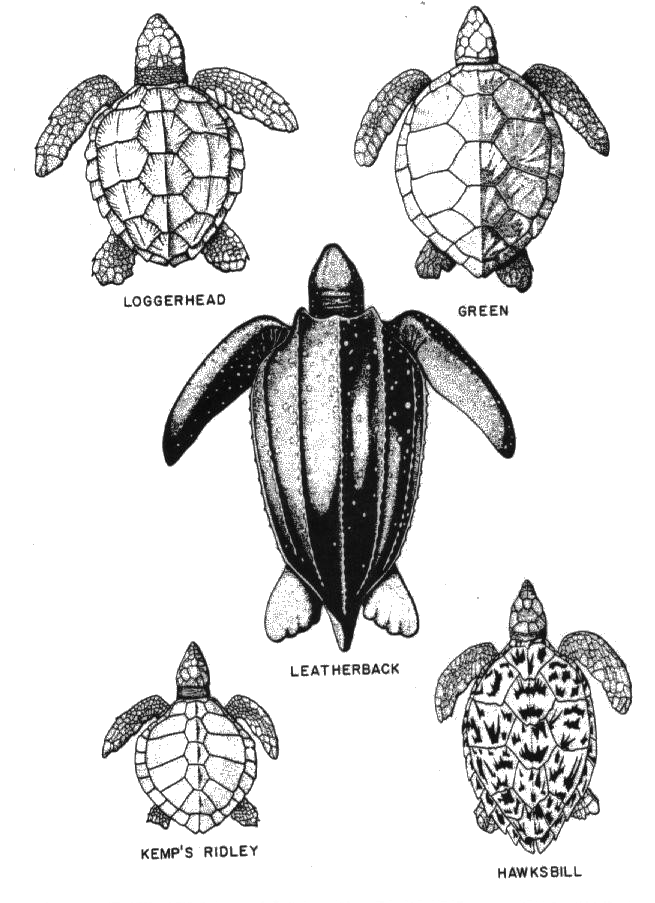 LOGGERHEAD
GREEN
LEATHERBACK
KEMP'S RIDLEY
HAWKSBILL